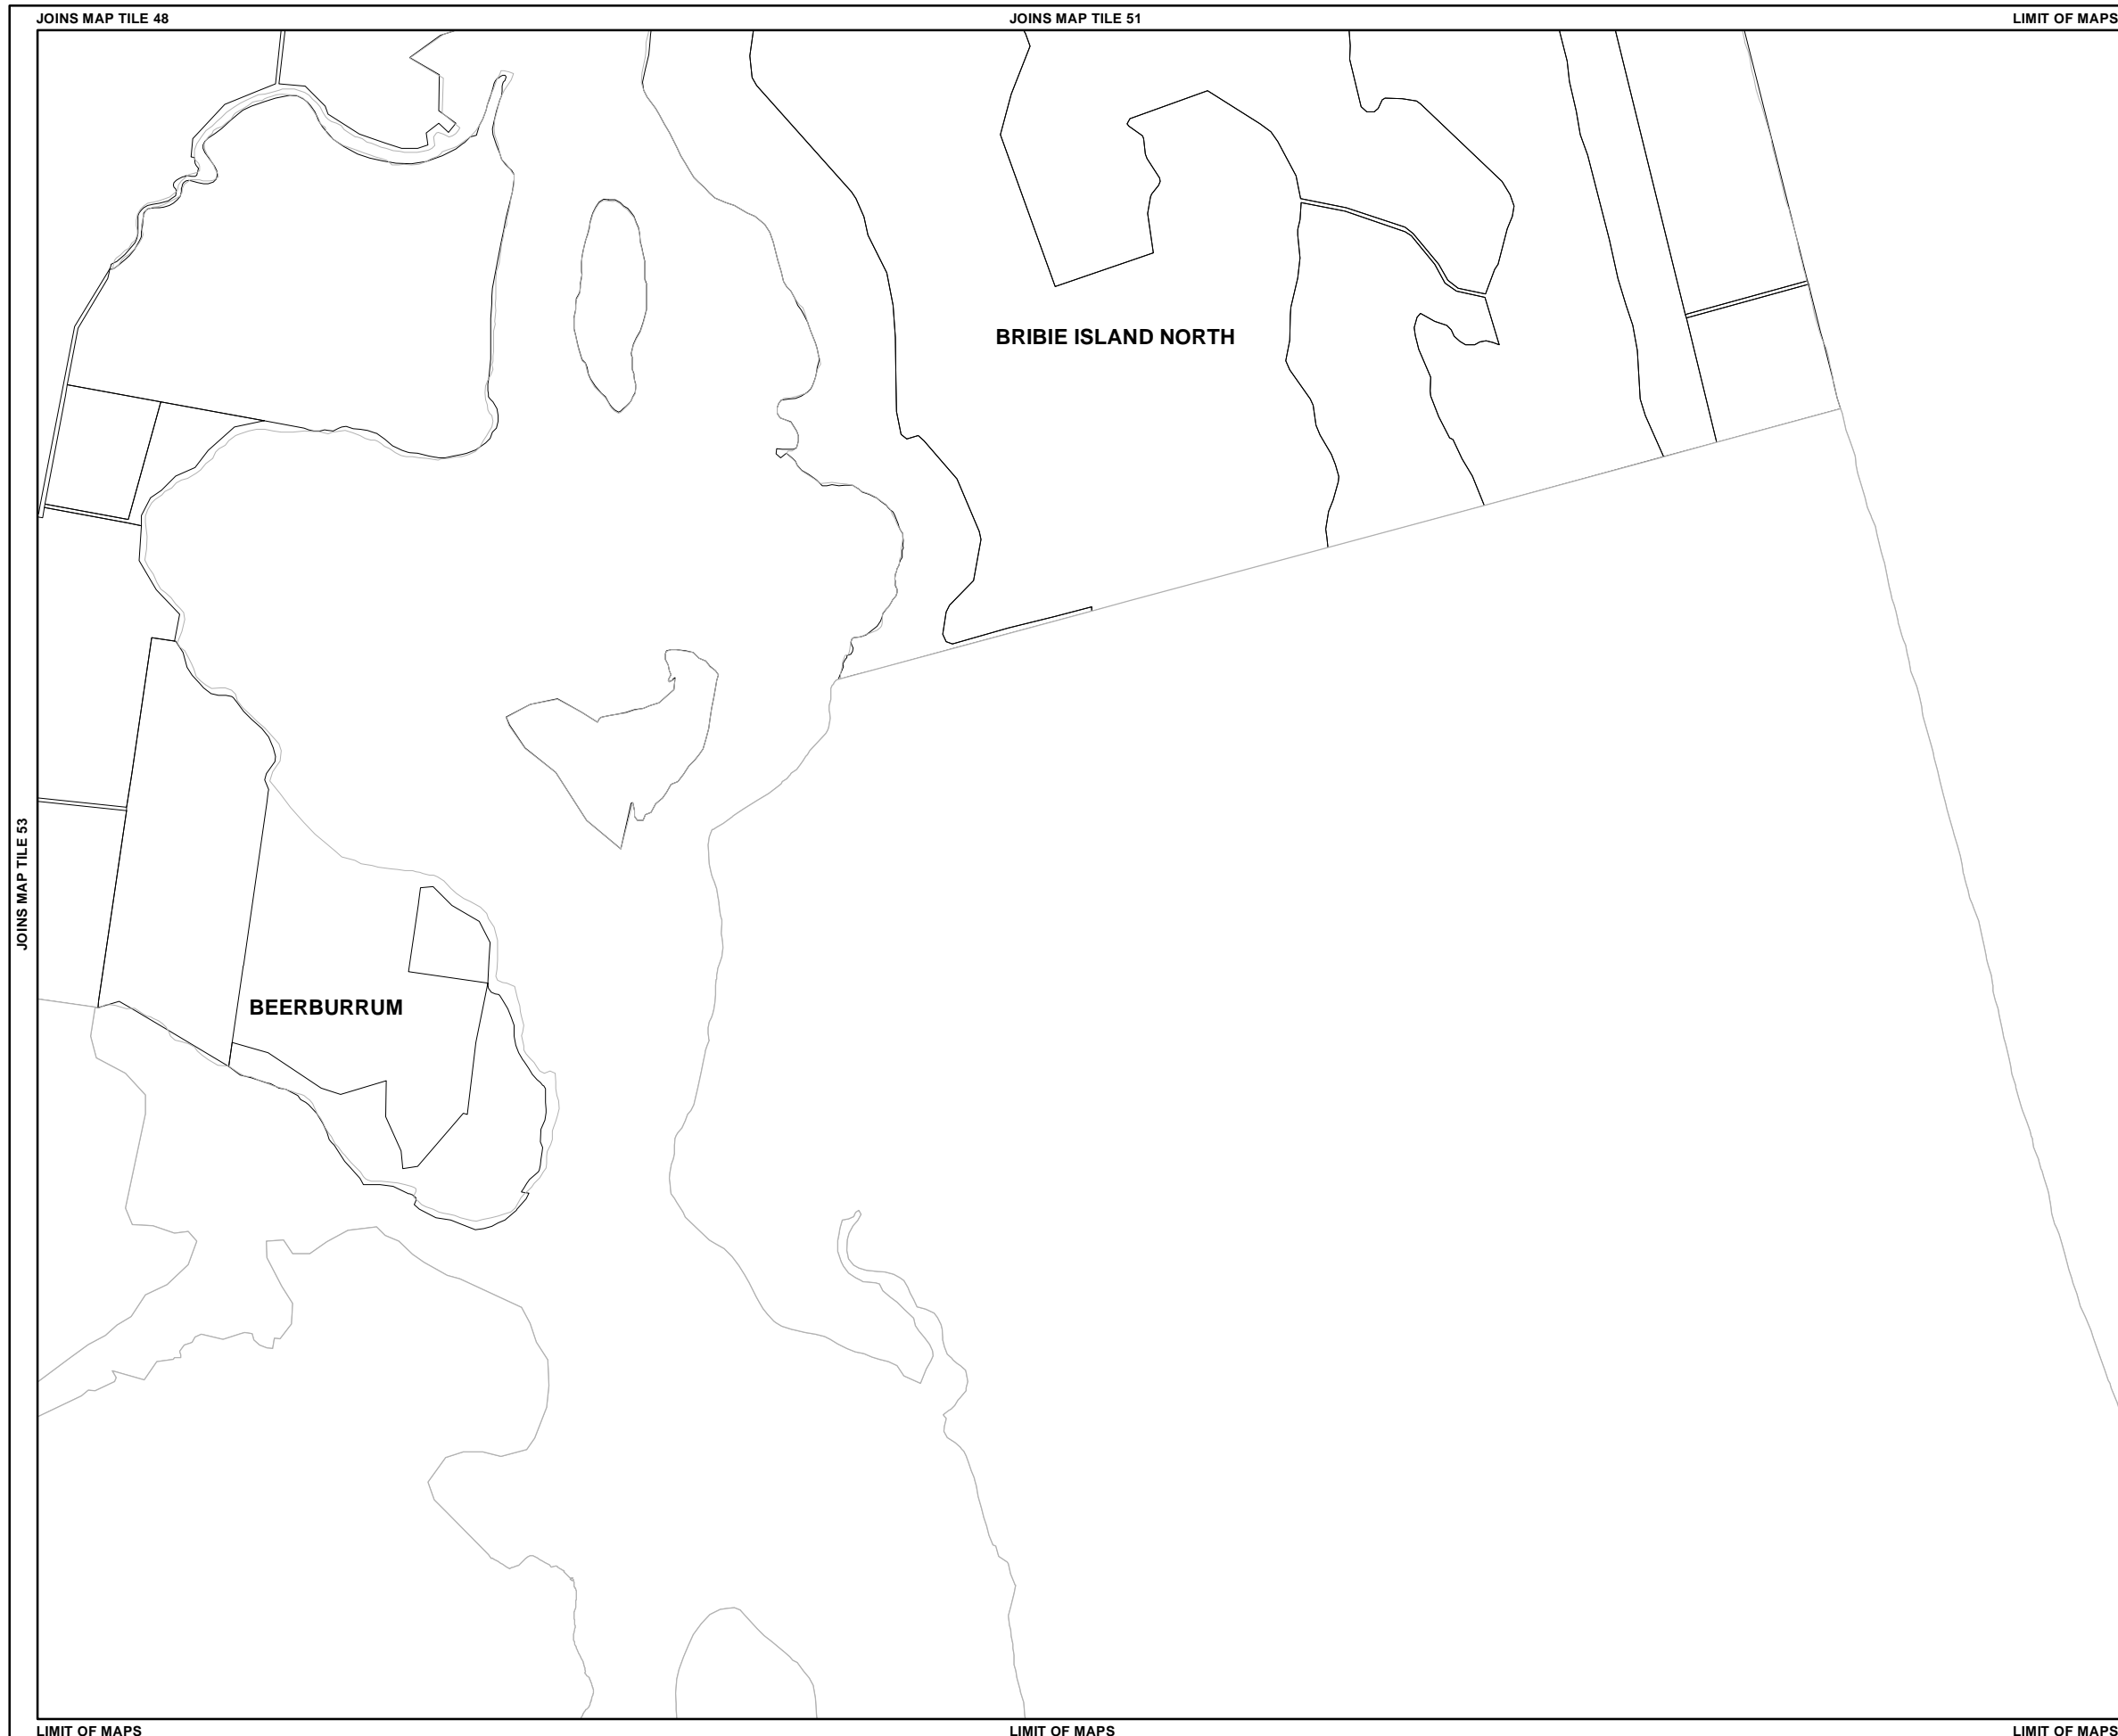 JOINS MAP TILE 48
JOINS MAP TILE 51
LIMIT OF MAPS
BRIBIE ISLAND NORTH
JOINS MAP TILE 53
BEERBURRUM
LIMIT OF MAPS
LIMIT OF MAPS
LIMIT OF MAPS